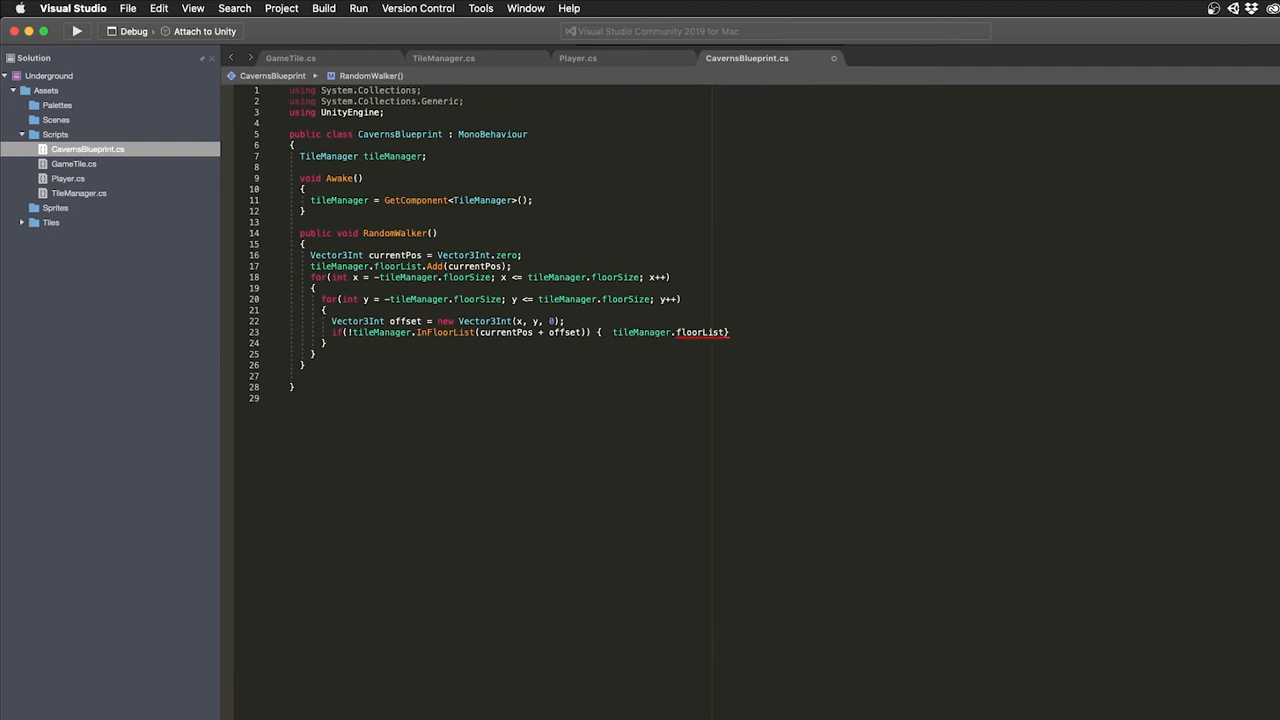 Visual Studio File Edit View Search Project Build Run Version Control Tools Window Help
Debug Attach to Unity Visual Studio Community 2019 for Mac
Solution
GameTile.cs TileManager.cs Player.cs CavernsBlueprint.cs
Underground
Assets
Palettes
Scenes
Scripts
CavernsBlueprint.cs
GameTile.cs
Player.cs
TileManager.cs
Sprites
Tiles
CavernsBlueprint RandomWalker()
1 using System.Collections;
2 using System.Collections.Generic;
3 using UnityEngine;
4
5 public class CavernsBlueprint : MonoBehaviour
6 {
7 TileManager tileManager;
8
9 void Awake()
10 {
11 tileManager = GetComponent<TileManager>();
12 }
13
14 public void RandomWalker()
15 {
16 Vector3Int currentPos = Vector3Int.zero;
17 tileManager.floorList.Add(currentPos);
18 for(int x = -tileManager.floorSize; x <= tileManager.floorSize; x++)
19 {
20 for(int y = -tileManager.floorSize; y <= tileManager.floorSize; y++)
21 {
22 Vector3Int offset = new Vector3Int(x, y, 0);
23 if(!tileManager.InFloorList(currentPos + offset)) {  tileManager.floorList}
24 }
25 }
26 }
27
28 }
29